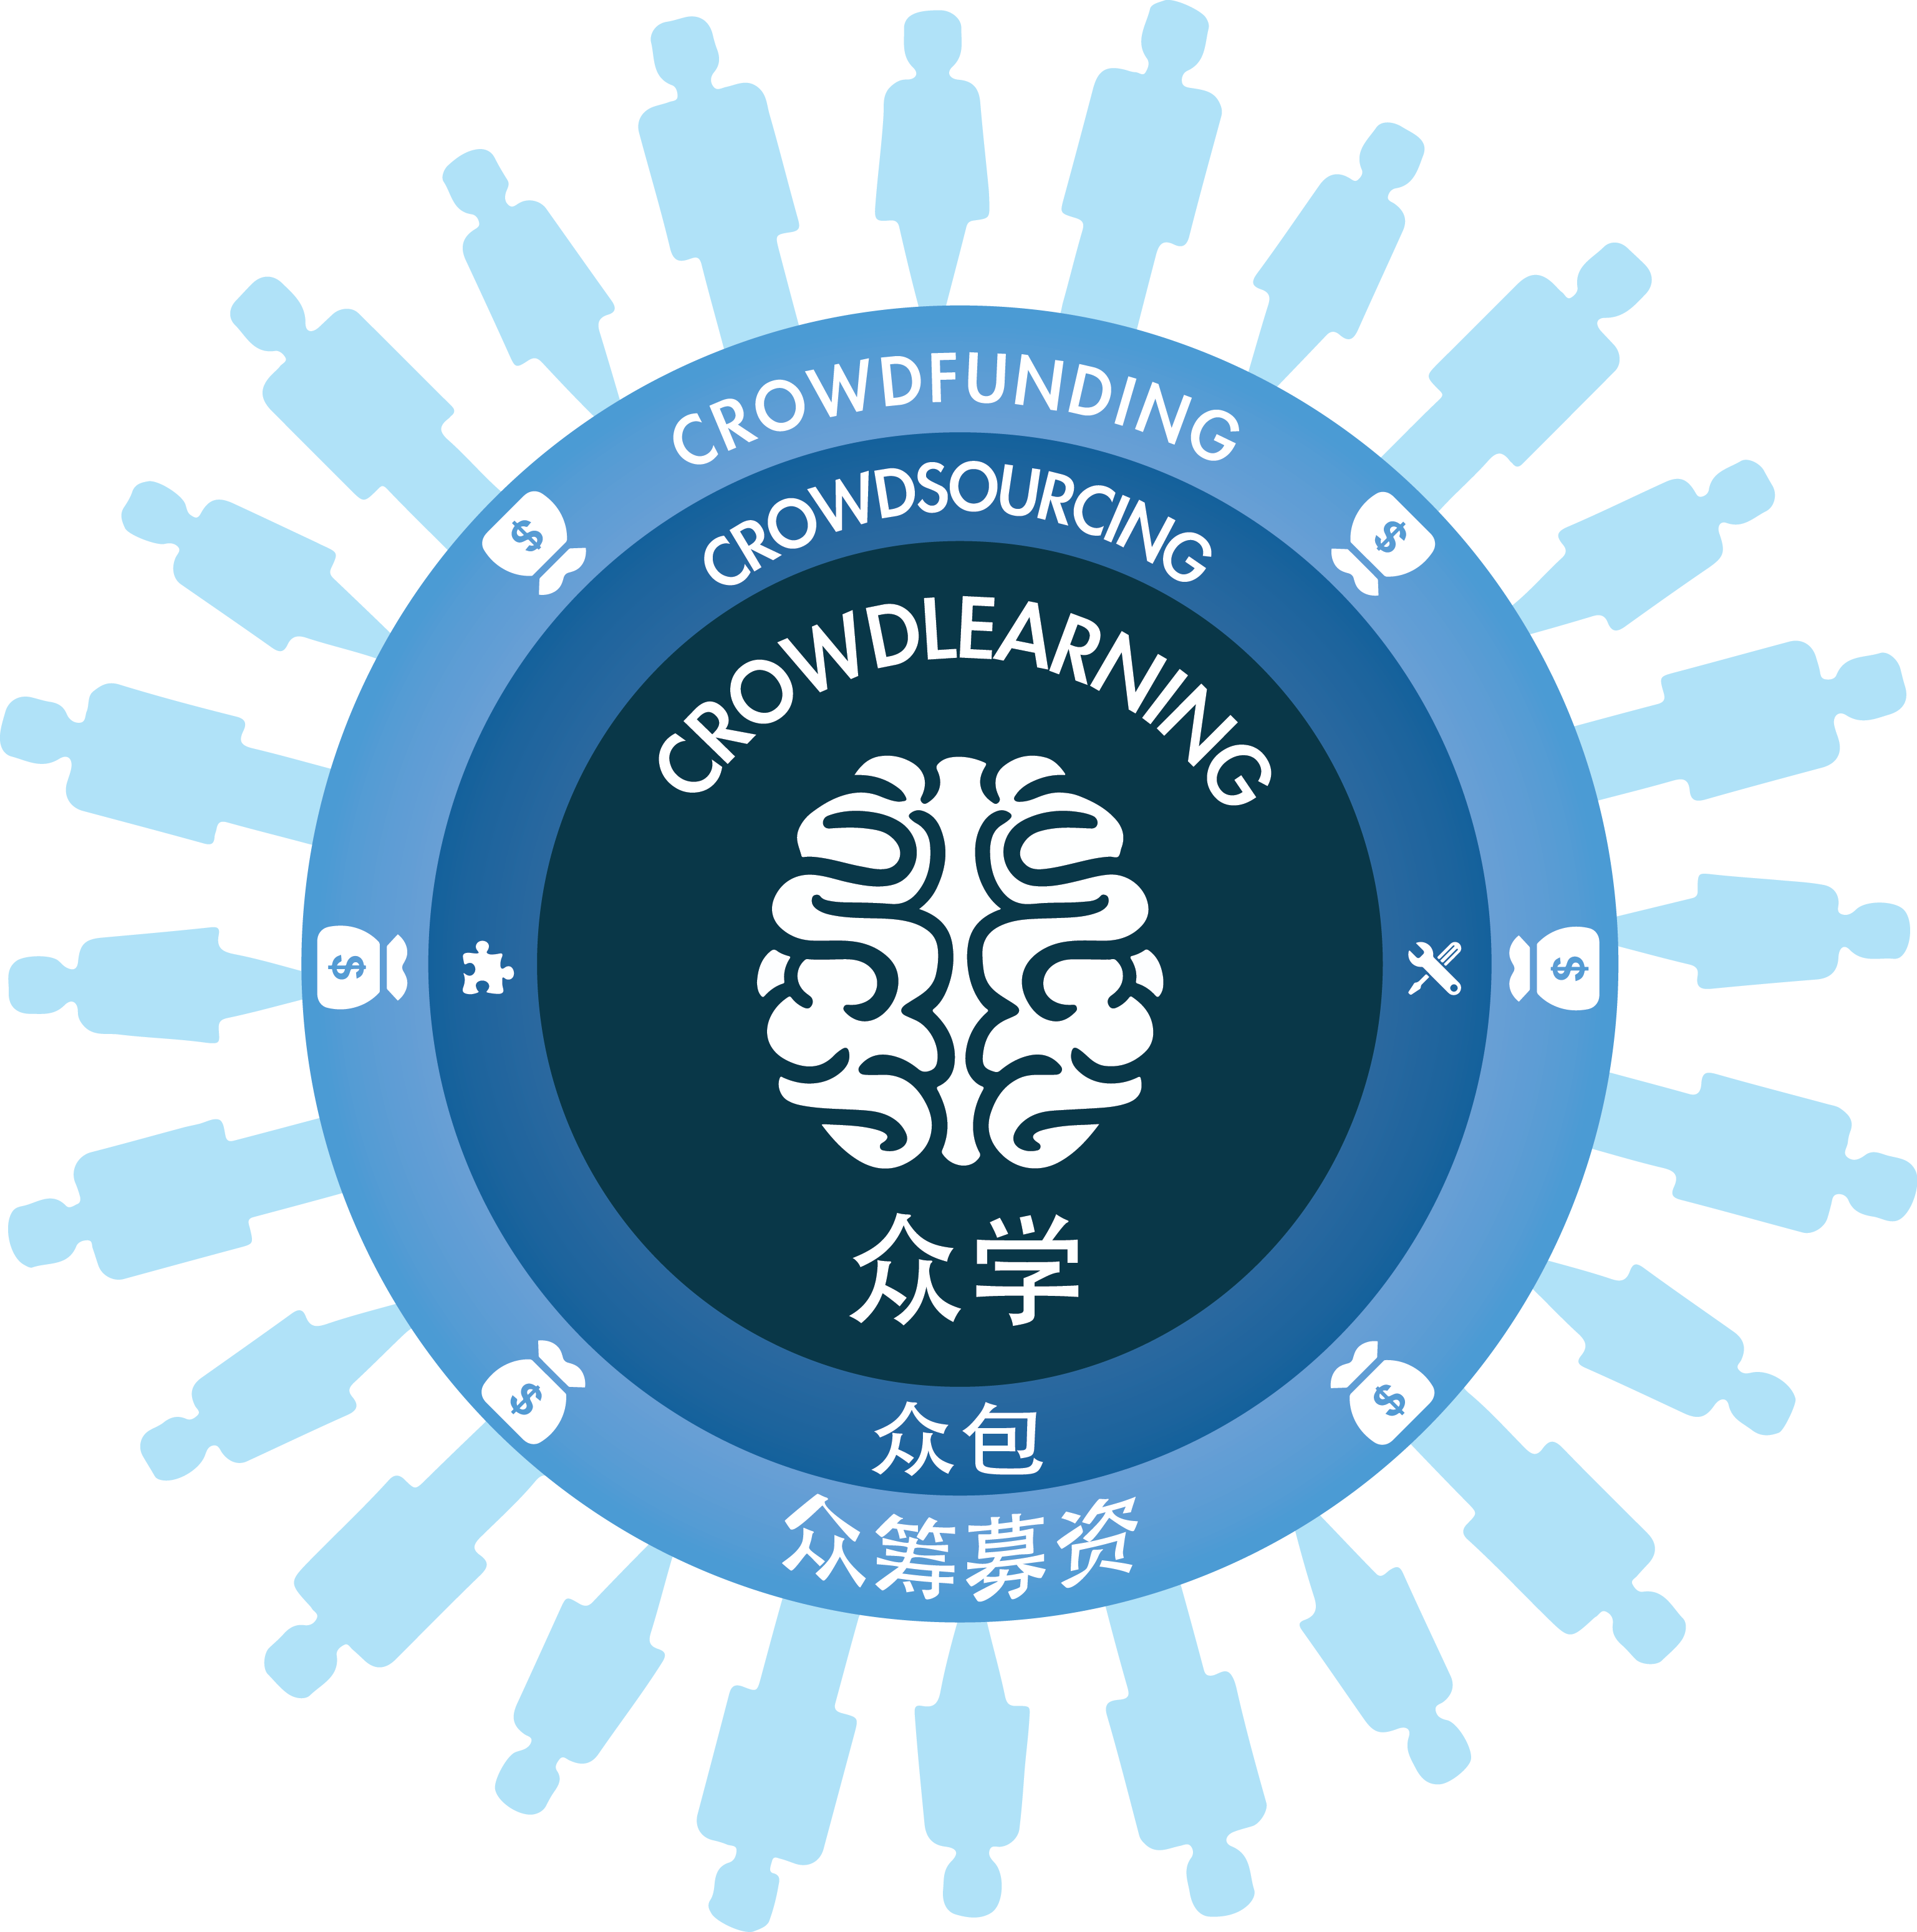 CROWDFUNDING
CROWDSOURCING
CROWDLEARNING
$ $
$ $
$ $
众学
众包
众筹募资